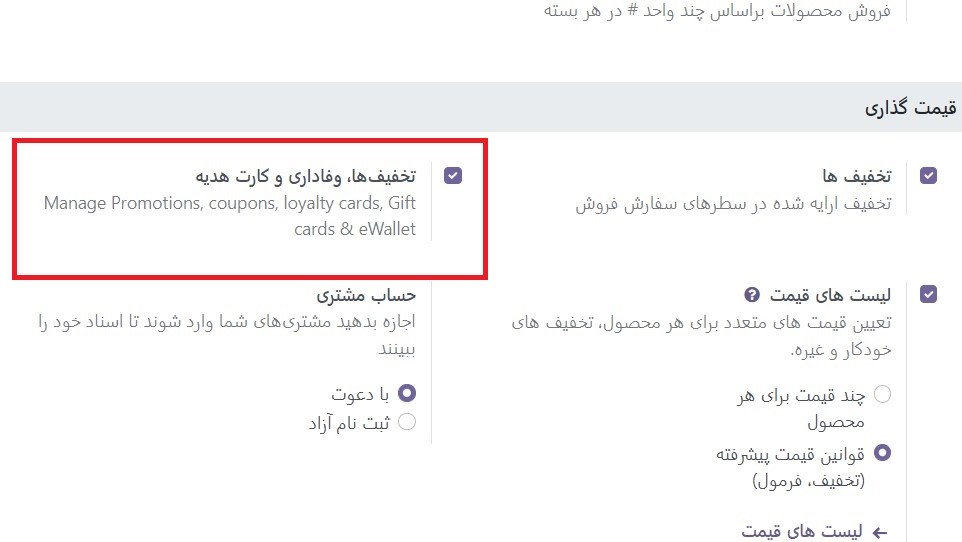 فروش محصولات براساس چند واحد # در هر بسته
قیمت گذاری
تخفیف ها
تخفیف ارایه شده در سطرهای سفارش فروش
تخفیف‌ها، وفاداری و کارت هدیه
Manage Promotions, coupons, loyalty cards, Gift
cards & eWallet
لیست های قیمت
تعیین قیمت های متعدد برای هر محصول، تخفیف های
خودکار و غیره.
چند قیمت برای هر
محصول
قوانین قیمت پیشرفته
(تخفیف، فرمول)
لیست های قیمت
حساب مشتری
اجازه بدهید مشتری‌های شما وارد شوند تا اسناد خود را
ببینند
با دعوت
ثبت نام آزاد